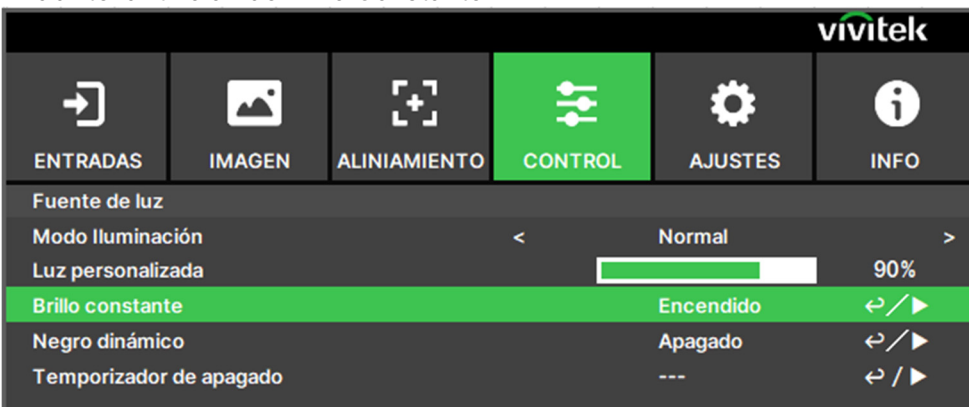 vivitek
ENTRADAS IMAGEN ALINIAMIENTO CONTROL AJUSTES INFO
Fuente de luz
Modo Iluminación < Normal >
Luz personalizada 90%
Brillo constante Encendido ↩/▶
Negro dinámico Apagado ↩/▶
Temporizador de apagado --- ↩/▶